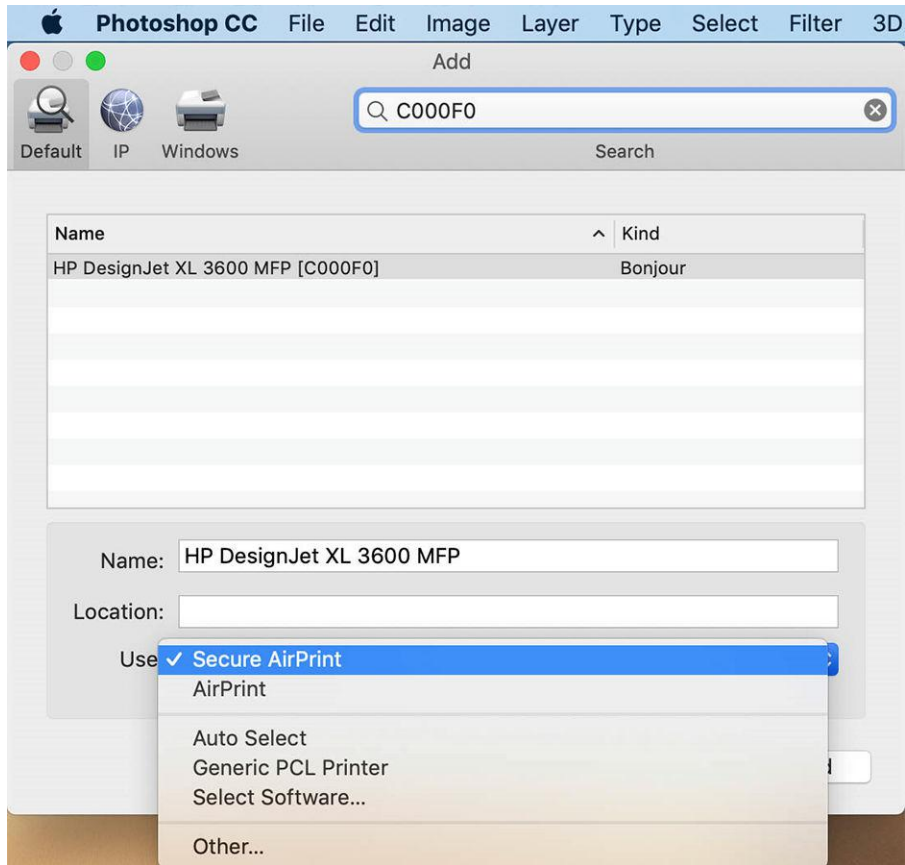 Photoshop CC File Edit Image Layer Type Select Filter 3D
Add
C000F0
Default IP Windows Search
Name Kind
HP DesignJet XL 3600 MFP [C000F0] Bonjour
Name: HP DesignJet XL 3600 MFP
Location:
Use ✓ Secure AirPrint
AirPrint
Auto Select
Generic PCL Printer
Select Software...
Other...